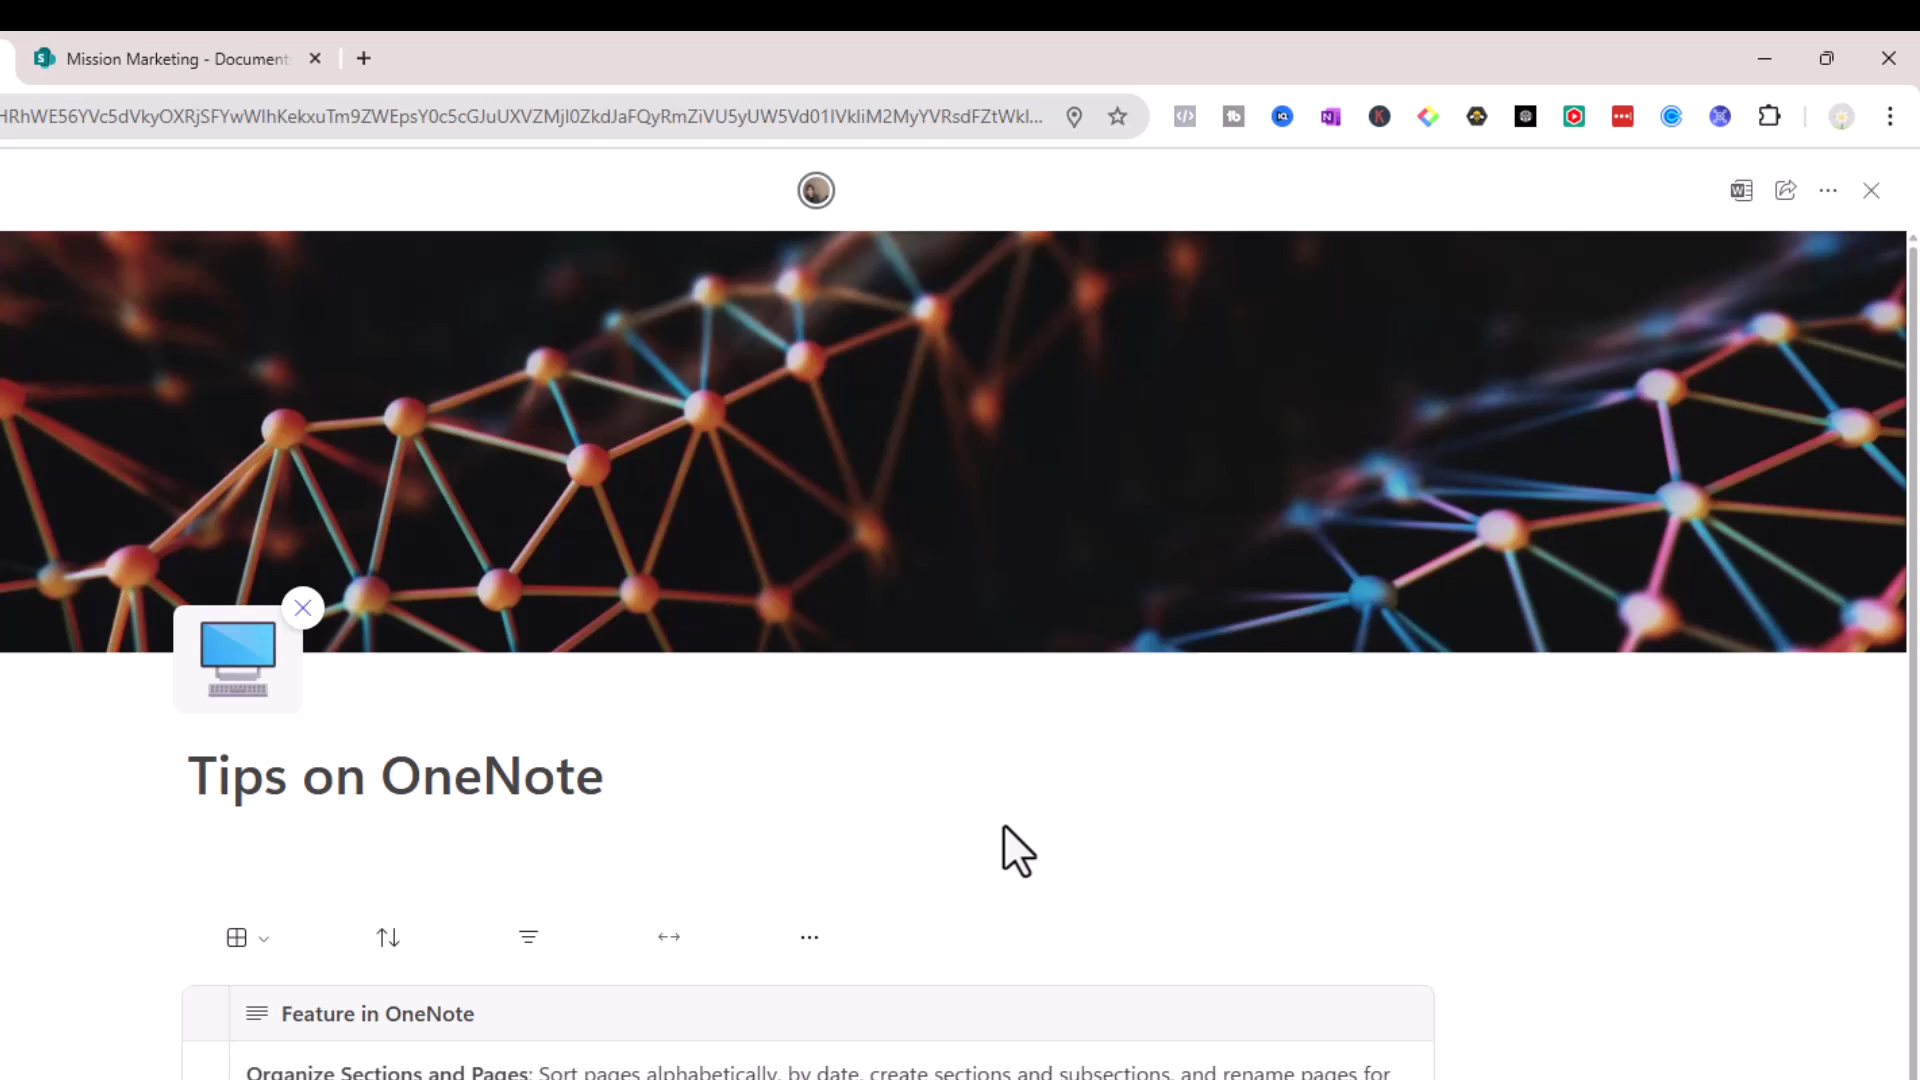 Mission Marketing - Document
HRhWE56YVc5dVkyOXRjSFYwWlhKekxuTm9ZWEpsY0c5cGJuUXVZMjl0ZkdJaFQyRmZiVU5yUW5Vd01IVkliM2MyYVRsdFZtWkl...
Tips on OneNote
Feature in OneNote
Organize Sections and Pages: Sort pages alphabetically, by date, create sections and subsections, and rename pages for